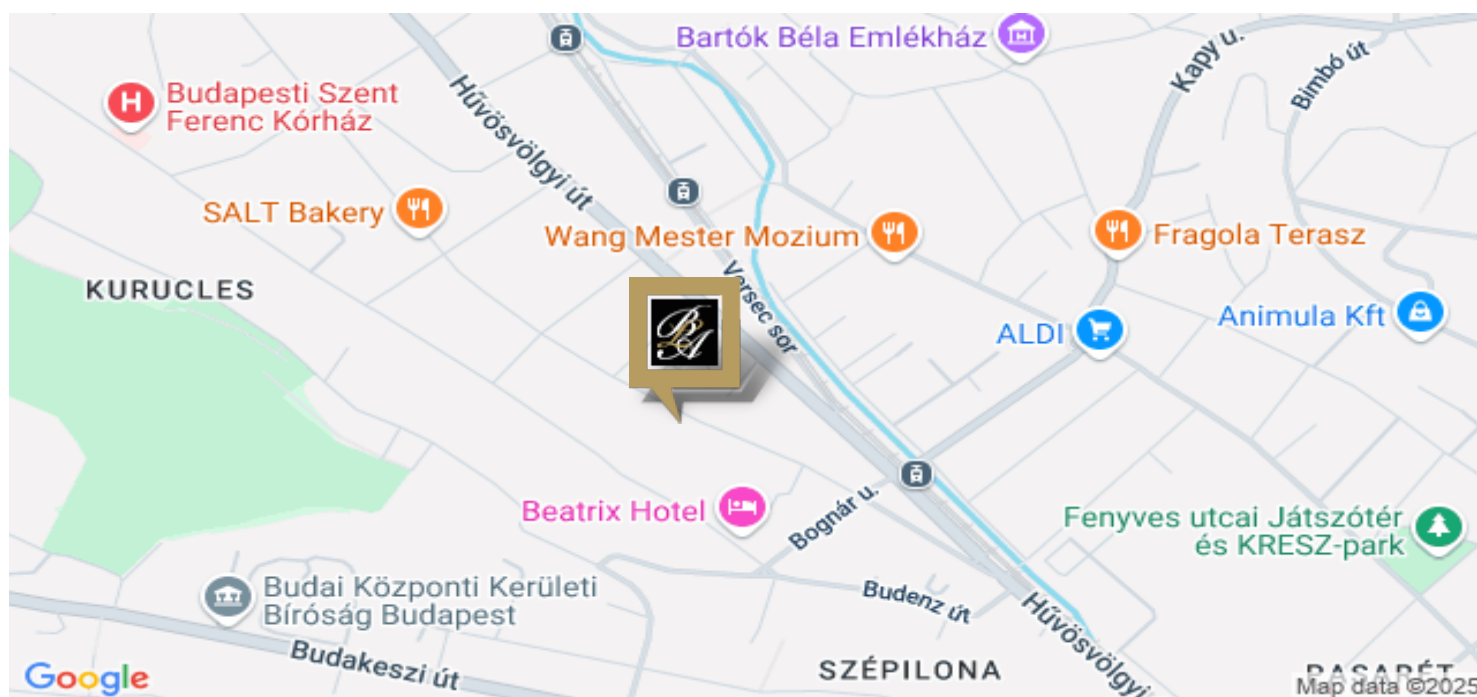 Bartók Béla Emlékház
Kapy u.
Bimbó út
Budapesti Szent
Ferenc Kórház
Hűvösvölgyi út
SALT Bakery
Wang Mester Mozium
Fragola Terasz
KURUCLES
Versec sor
BLA
ALDI
Animula Kft
Beatrix Hotel
Bognár u.
Fenyves utcai Játszótér
és KRESZ-park
Budai Központi Kerületi
Bíróság Budapest
Budenz út
Hűvösvölgyi
Budakeszi út
SZÉPILONA
PASARÉT
Google
Map data ©2025